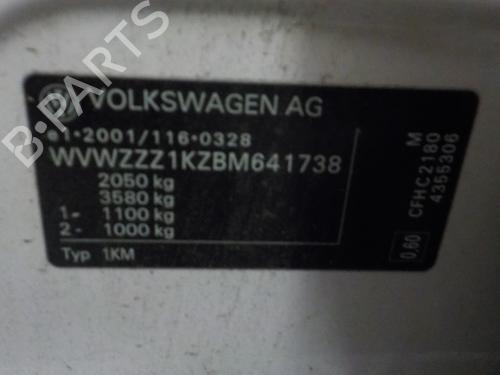 VOLKSWAGEN AG
e1*2001/116*0328
WVWZZZ1KZBM641738
2050 kg
3580 kg
1- 1100 kg
2- 1000 kg
Typ 1KM
M
CFHC2180
4355306
0,60
B-PARTS